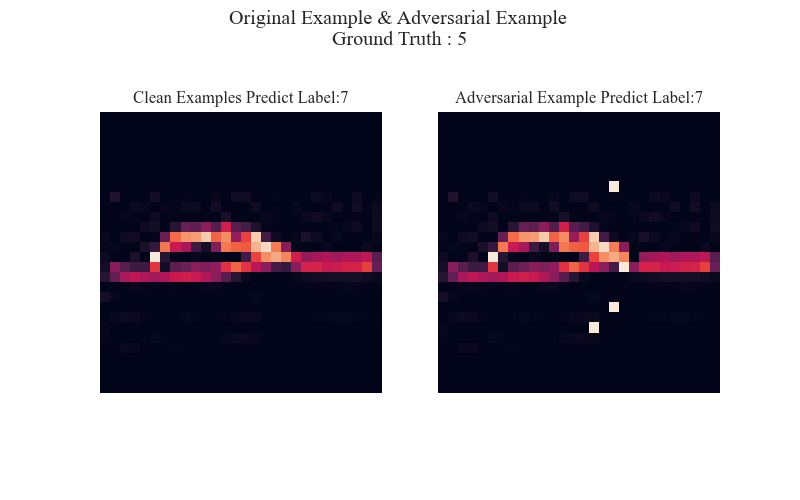 Original Example & Adversarial Example
Ground Truth : 5
Clean Examples Predict Label:7
Adversarial Example Predict Label:7